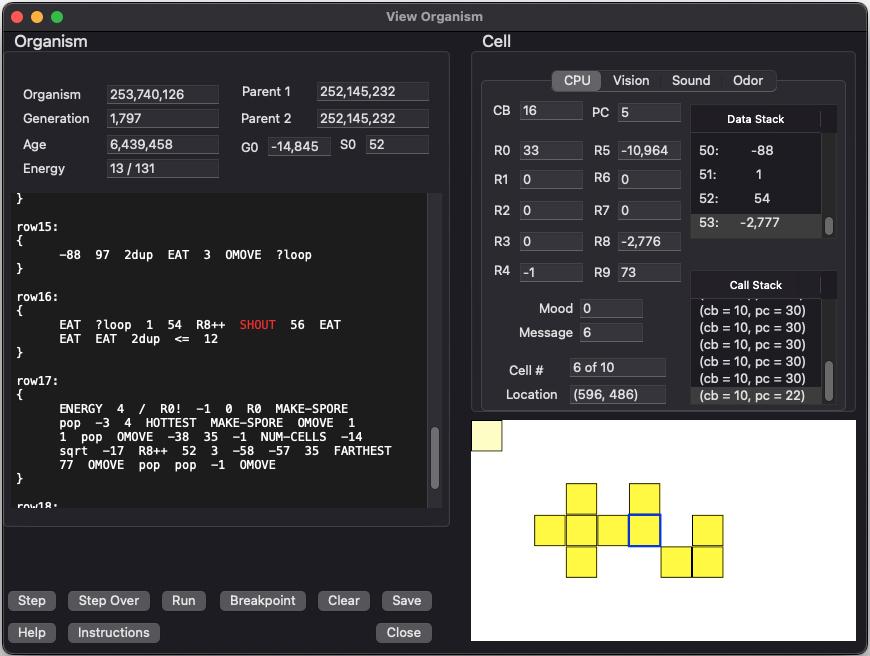 View Organism
Organism
Organism 253,740,126
Generation 1,797
Age 6,439,458
Energy 13 / 131
Parent 1 252,145,232
Parent 2 252,145,232
G0 -14,845 S0 52
}
row15:
{
-88 97 2dup EAT 3 OMOVE ?loop
}
row16:
{
EAT ?loop 1 54 R8++ SHOUT 56 EAT
EAT EAT 2dup <= 12
}
row17:
{
ENERGY 4 / R0! -1 0 R0 MAKE-SPORE
pop -3 4 HOTTEST MAKE-SPORE OMOVE 1
1 pop OMOVE -38 35 -1 NUM-CELLS -14
sqrt -17 R8++ 52 3 -58 -57 35 FARTHEST
77 OMOVE pop pop -1 OMOVE
}
row18:
Step Step Over Run Breakpoint Clear Save
Help Instructions Close
Cell
CPU Vision Sound Odor
CB 16 PC 5
R0 33 R5 -10,964
R1 0 R6 0
R2 0 R7 0
R3 0 R8 -2,776
R4 -1 R9 73
Mood 0
Message 6
Cell # 6 of 10
Location (596, 486)
Data Stack
50: -88
51: 1
52: 54
53: -2,777
Call Stack
(cb = 10, pc = 30)
(cb = 10, pc = 30)
(cb = 10, pc = 30)
(cb = 10, pc = 30)
(cb = 10, pc = 30)
(cb = 10, pc = 22)